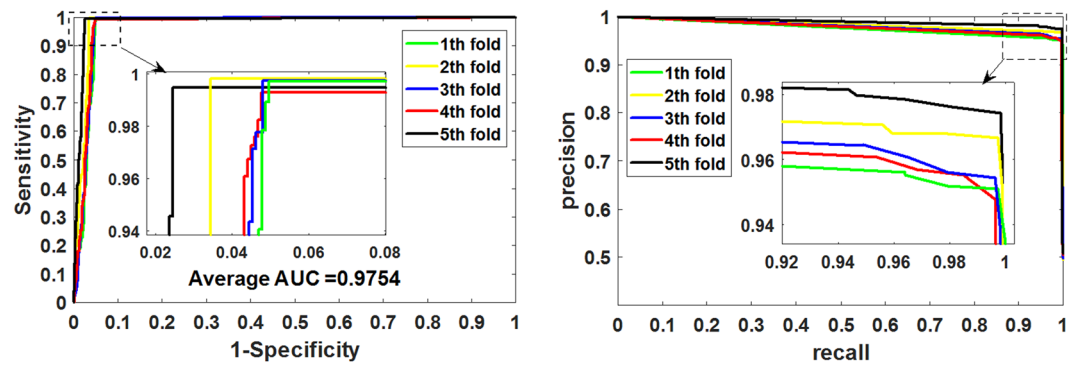 1
0.9
0.8
0.7
0.6
0.5
0.4
0.3
0.2
0.1
0
Sensitivity
1th fold
2th fold
3th fold
4th fold
5th fold
1
0.98
0.96
0.94
0.02 0.04 0.06 0.08
Average AUC =0.9754
0 0.1 0.2 0.3 0.4 0.5 0.6 0.7 0.8 0.9 1
1-Specificity
1
0.9
0.8
0.7
0.6
0.5
precision
1th fold
2th fold
3th fold
4th fold
5th fold
0.98
0.96
0.94
0.92 0.94 0.96 0.98 1
0 0.1 0.2 0.3 0.4 0.5 0.6 0.7 0.8 0.9 1
recall